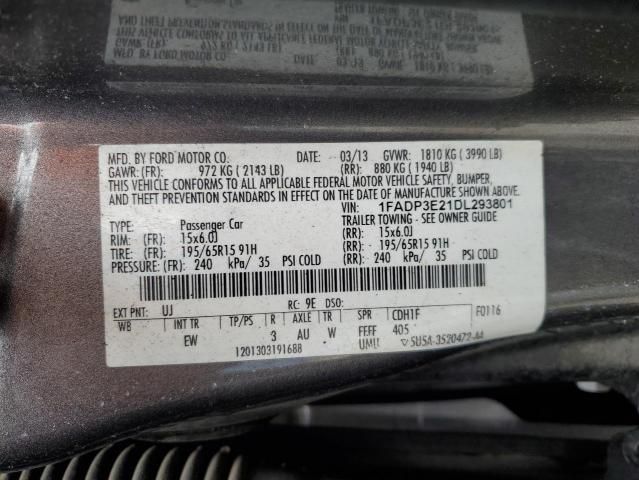 MFD. BY FORD MOTOR CO. DATE: 03/13 GVWR: 1810 KG ( 3990 LB)
GAWR: (FR): 972 KG ( 2143 LB) (RR): 880 KG ( 1940 LB)
THIS VEHICLE CONFORMS TO ALL APPLICABLE FEDERAL MOTOR VEHICLE SAFETY, BUMPER,
AND THEFT PREVENTION STANDARDS IN EFFECT ON THE DATE OF MANUFACTURE SHOWN ABOVE.
VIN: 1FADP3E21DL293801
TYPE: Passenger Car TRAILER TOWING - SEE OWNER GUIDE
RIM: (FR): 15x6.0J (RR): 15x6.0J
TIRE: (FR): 195/65R15 91H (RR): 195/65R15 91H
PRESSURE: (FR): 240 kPa/ 35 PSI COLD (RR): 240 kPa/ 35 PSI COLD
EXT PNT: UJ RC: 9E DSO: F0116
WB INT TR TP/PS R AXLE TR SPR CDH1F
EW 3 AU W FEFF 405
1201303191688 UMLI 5U5A-3520472-AA